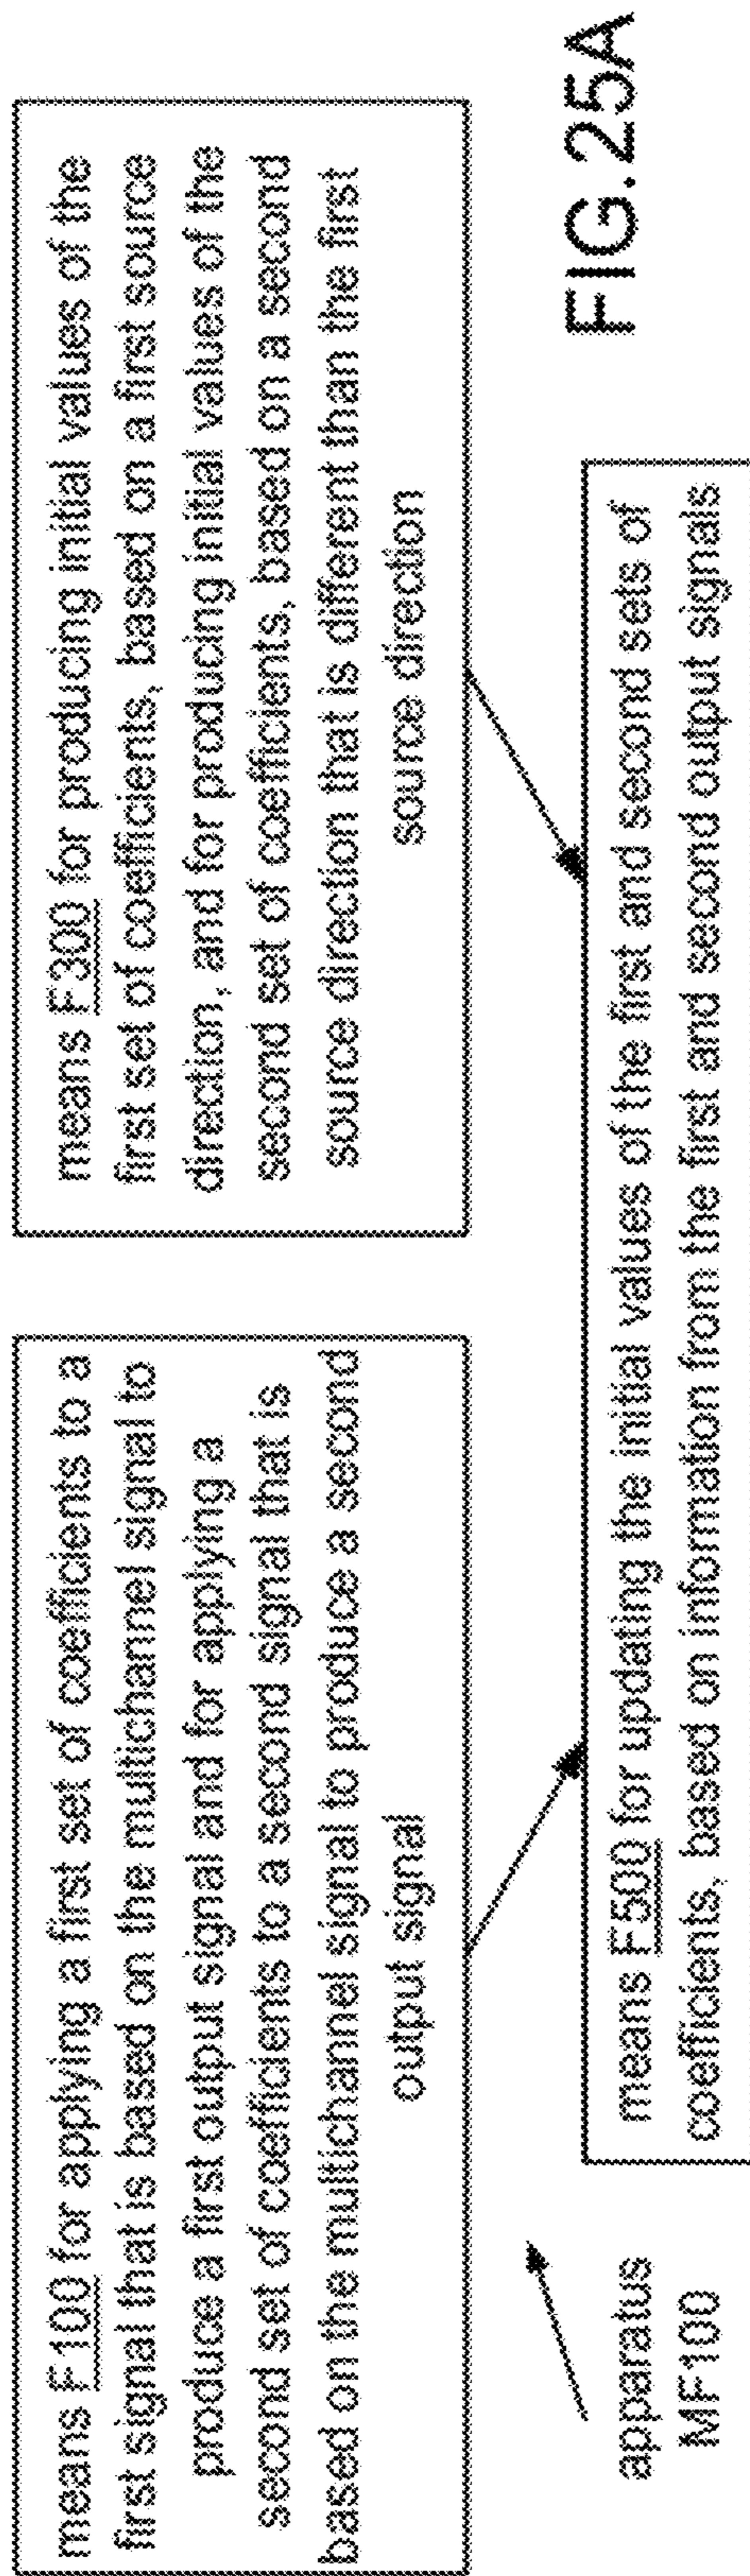 means F100 for applying a first set of coefficients to a
first signal that is based on the multichannel signal to
produce a first output signal and for applying a
second set of coefficients to a second signal that is
based on the multichannel signal to produce a second
output signal
means F300 for producing initial values of the
first set of coefficients, based on a first source
direction, and for producing initial values of the
second set of coefficients, based on a second
source direction that is different than the first
source direction
means F500 for updating the initial values of the first and second sets of
coefficients, based on information from the first and second output signals
apparatus
MF100
FIG.25A